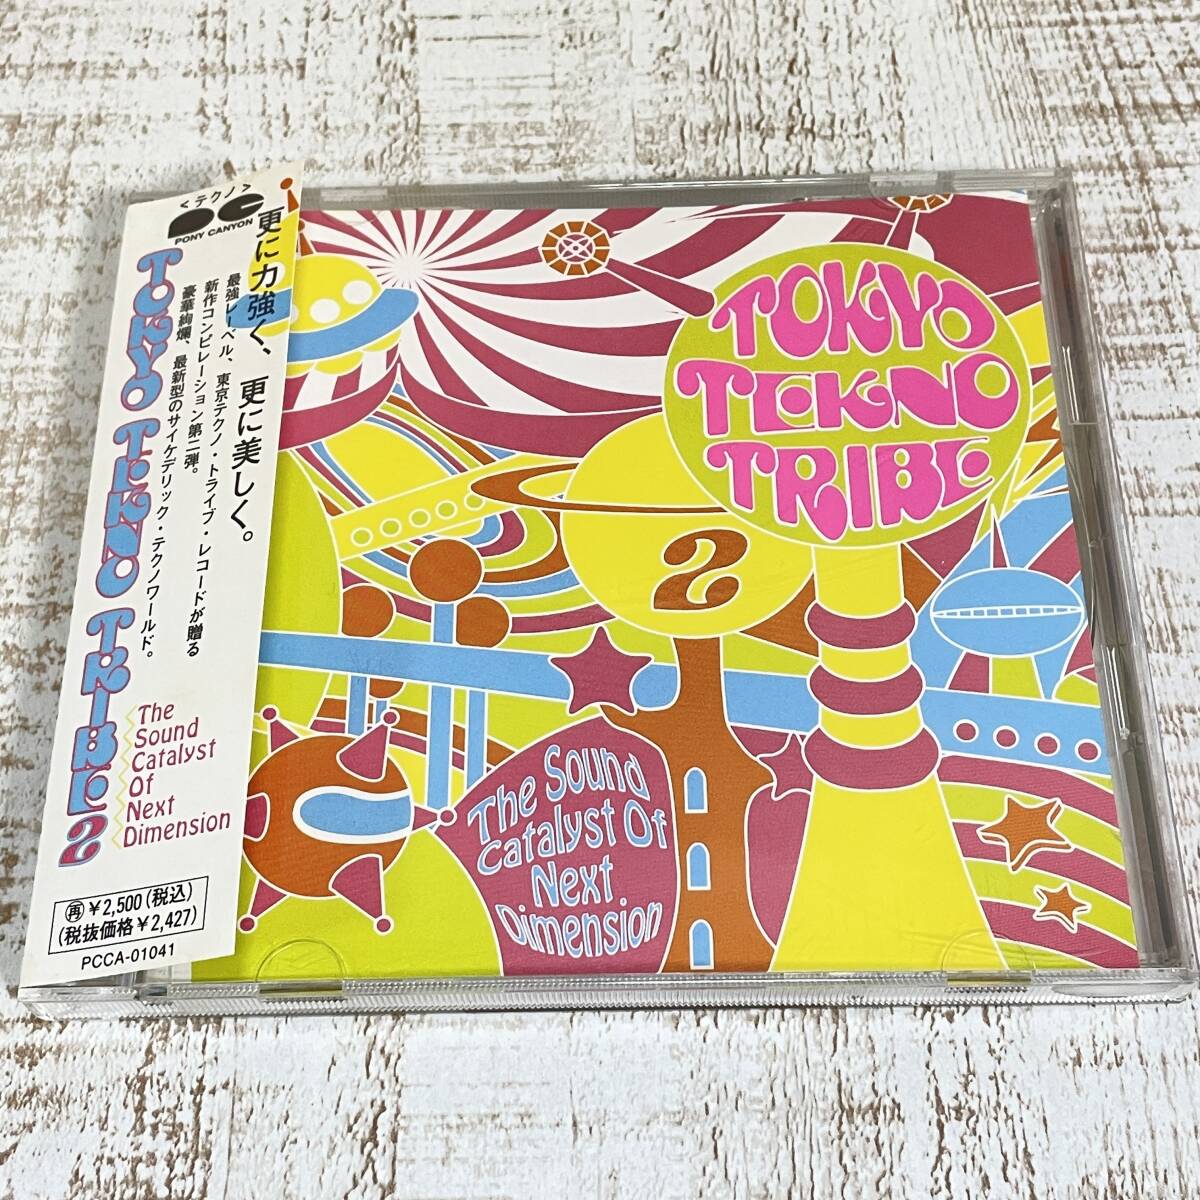 <テクノ>
PC
PONY CANYON
TOKYO TEKNO TRIBE 2
The
Sound
Catalyst
Of
Next
Dimension
更に力強く、更に美しく。
最強レーベル、東京テクノ・トライブ・レコードが贈る
新作コンピレーション第二弾。
豪華絢爛、最新型のサイケデリック・テクノワールド。
再 ¥2,500(税込)
(税抜価格¥2,427)
PCCA-01041
TOKYO
TEKNO
TRIBE
2
The Sound
Catalyst Of
Next
Dimension